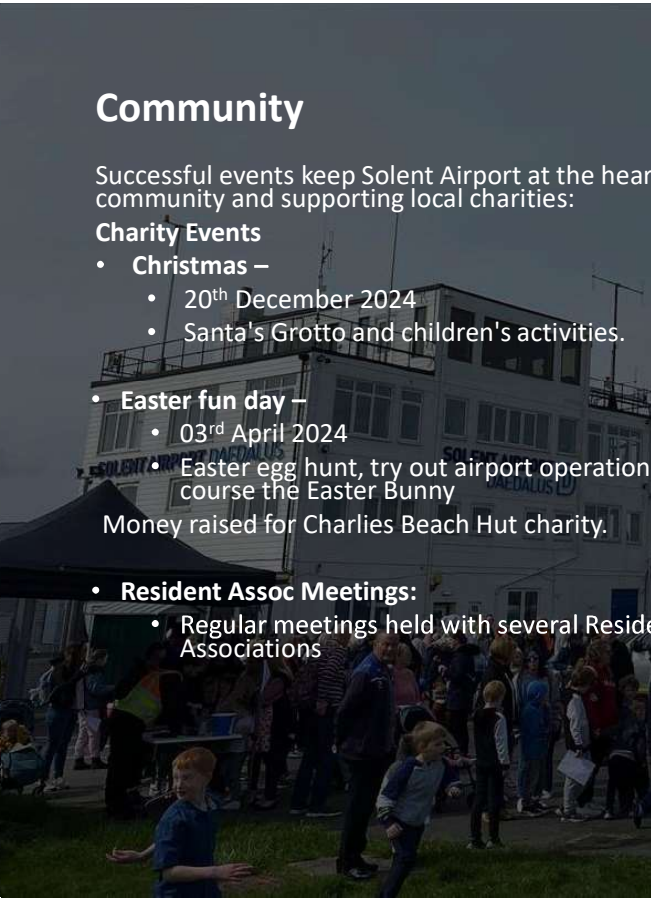 Community
Successful events keep Solent Airport at the hear
community and supporting local charities:
Charity Events
• Christmas –
• 20th December 2024
• Santa's Grotto and children's activities.
• Easter fun day –
• 03rd April 2024
• Easter egg hunt, try out airport operation
course the Easter Bunny
Money raised for Charlies Beach Hut charity.
• Resident Assoc Meetings:
• Regular meetings held with several Reside
Associations
SOLENT AIRPORT DAEDALUS
SOLENT AIRPORT
DAEDALUS